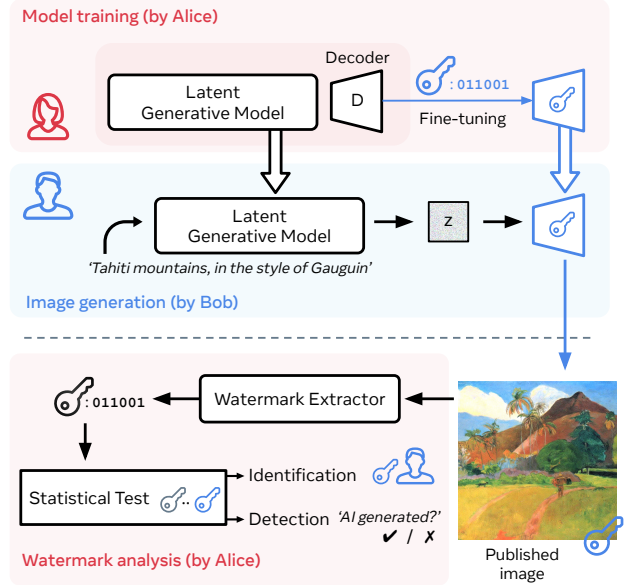 Model training (by Alice)
Decoder
Latent
Generative Model
D
: 011001
Fine-tuning
Latent
Generative Model
z
‘Tahiti mountains, in the style of Gauguin’
Image generation (by Bob)
: 011001
Watermark Extractor
Statistical Test
..
Identification
Detection
‘AI generated?’
✔ / ✗
Watermark analysis (by Alice)
Published
image